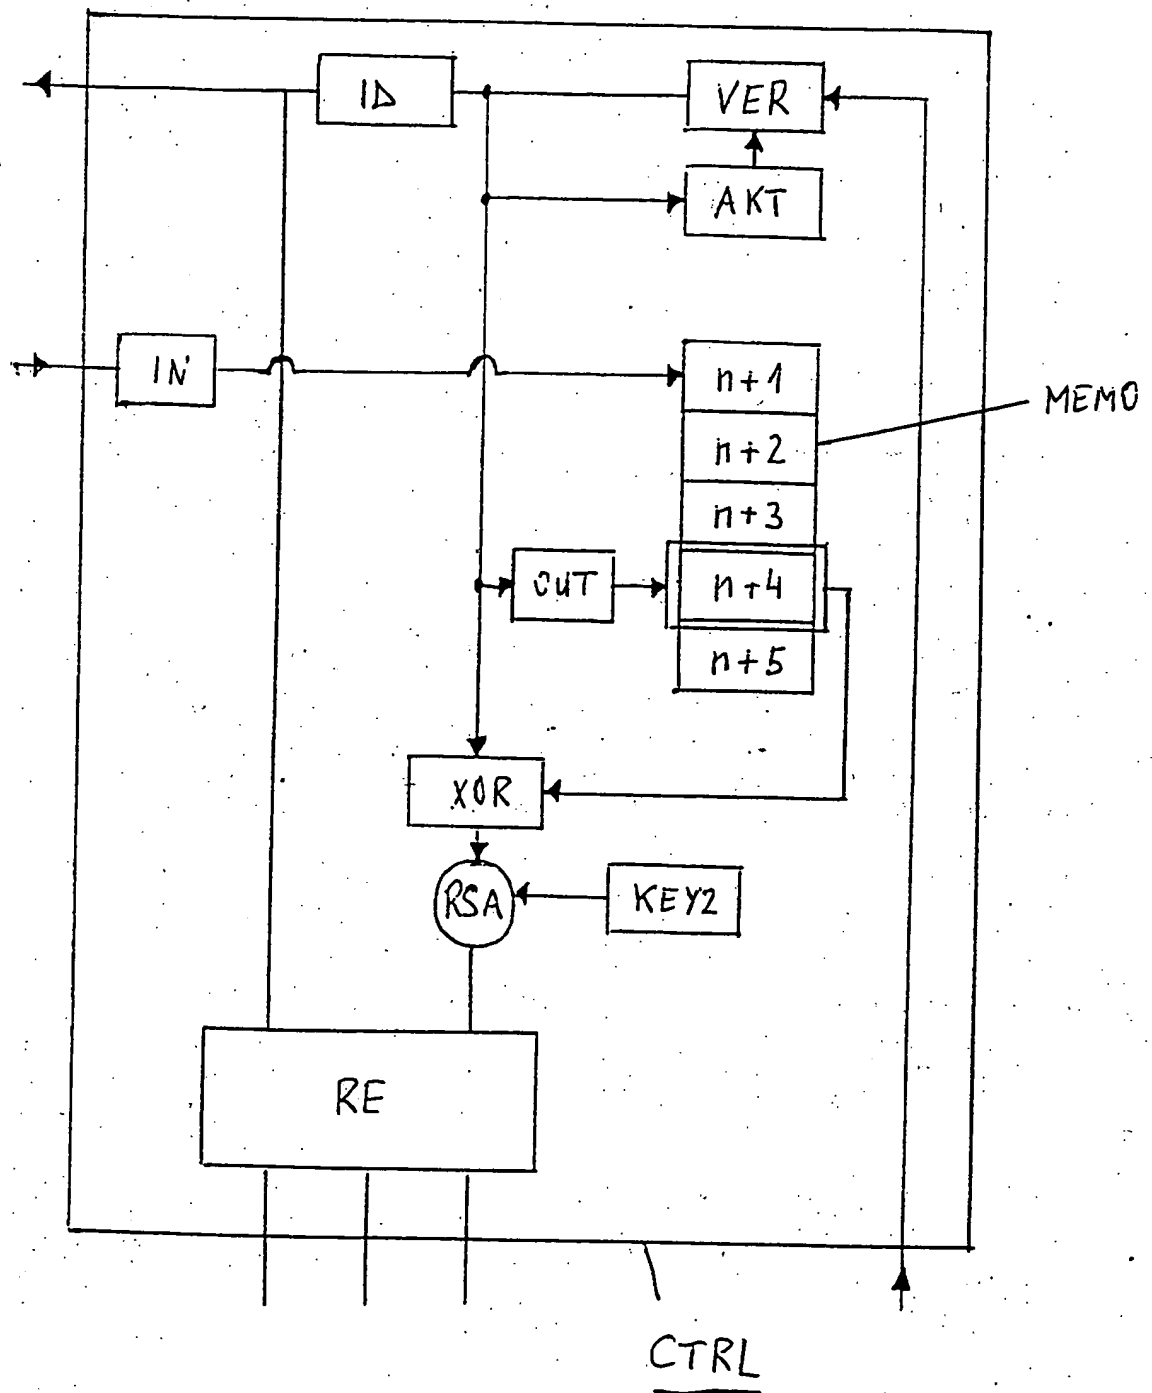 ID
VER
AKT
IN
n+1
MEMO
n+2
n+3
OUT
n+4
n+5
XOR
RSA
KEY2
RE
CTRL